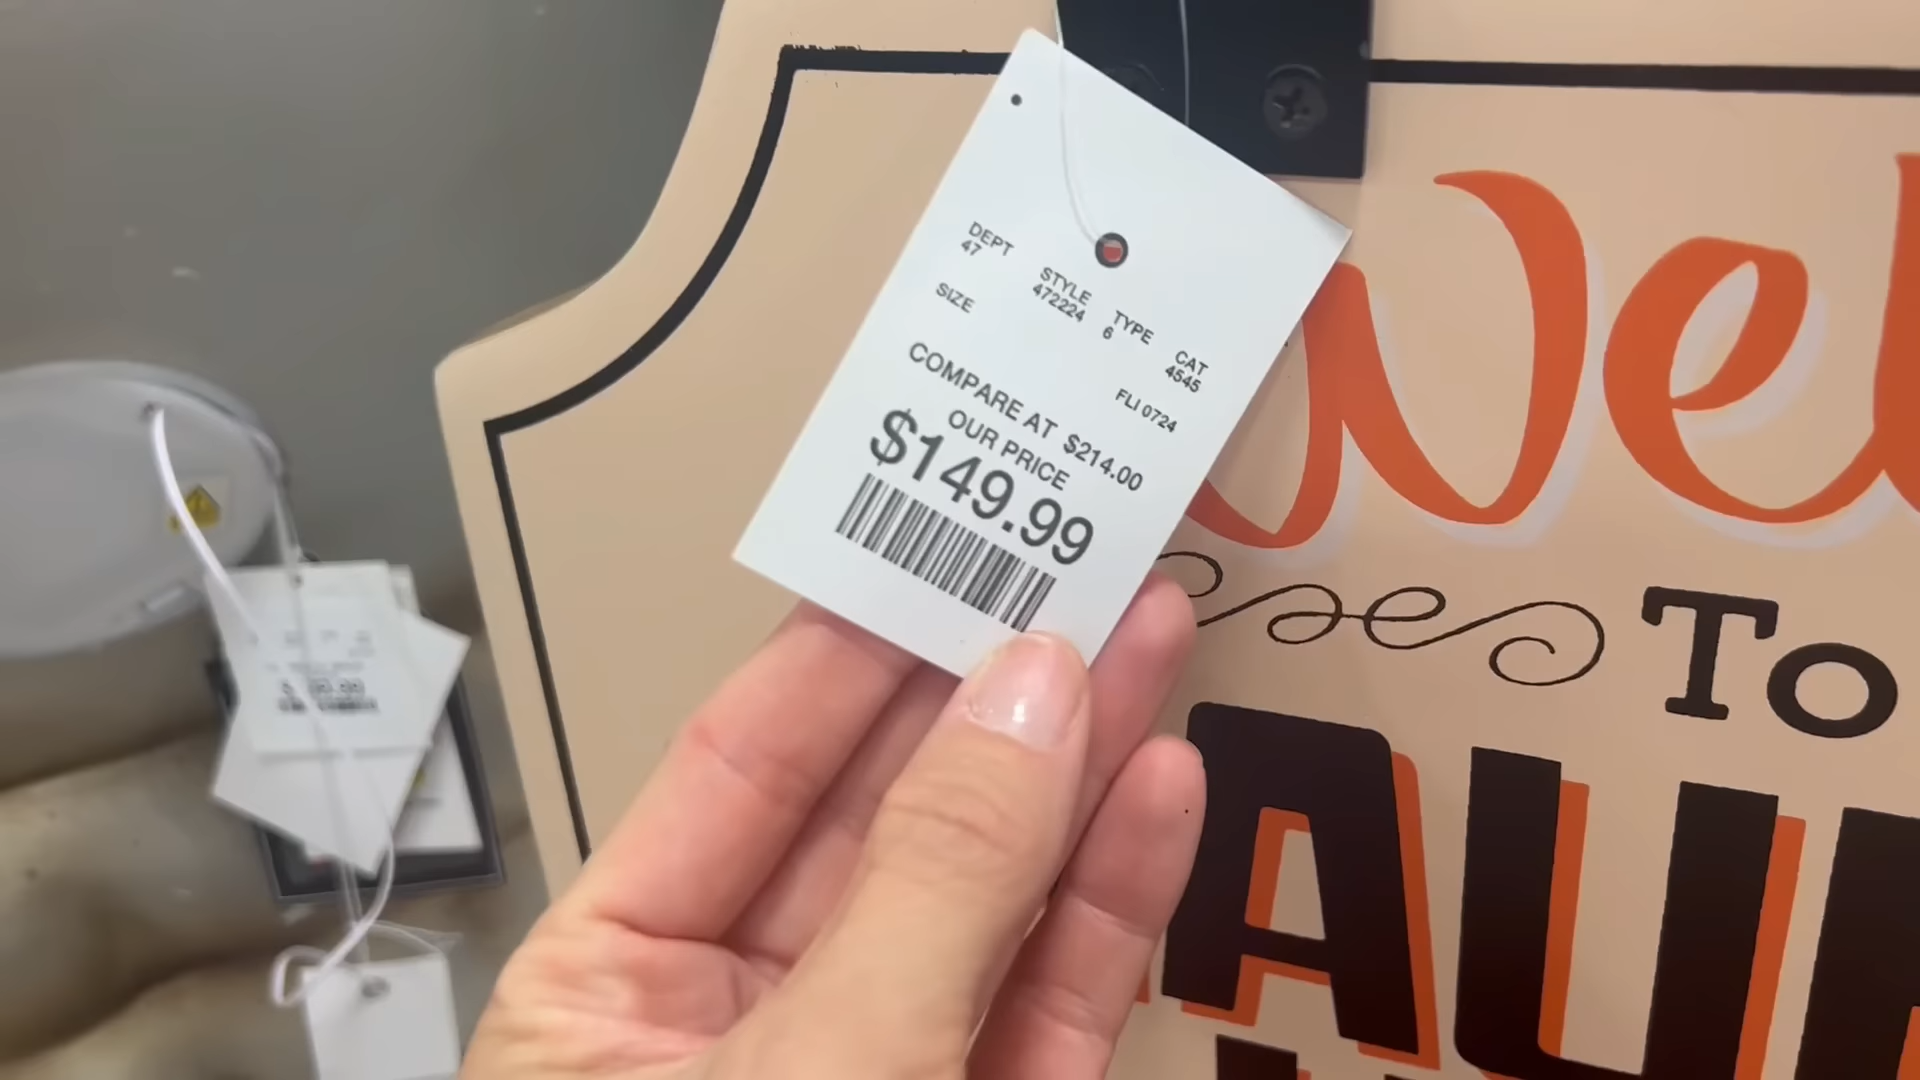 DEPT STYLE TYPE CAT
47 472224 6 4545
SIZE
FLI 0724
COMPARE AT $214.00
OUR PRICE
$149.99
Wel
To